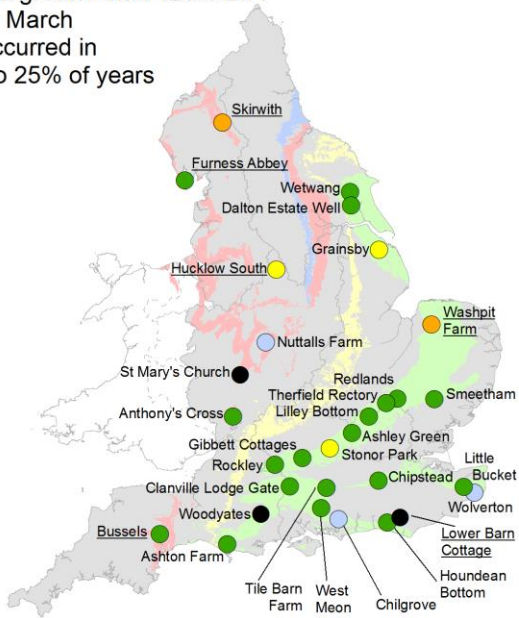 March
ccurred in
o 25% of years
Skirwith
Furness Abbey
Wetwang
Dalton Estate Well
Grainsby
Hucklow South
Washpit
Farm
Nuttalls Farm
St Mary's Church
Redlands
Therfield Rectory
Smeetham
Anthony's Cross
Lilley Bottom
Ashley Green
Gibbett Cottages
Stonor Park
Little
Bucket
Rockley
Chipstead
Clanville Lodge Gate
Wolverton
Woodyates
Lower Barn
Cottage
Bussels
Ashton Farm
Houndean
Bottom
Tile Barn
Farm
West
Meon
Chilgrove